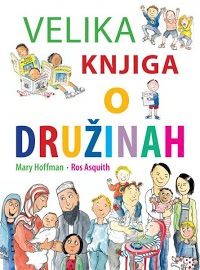 VELIKA
KNJIGA
O
DRUŽINAH
Mary Hoffman • Ros Asquith